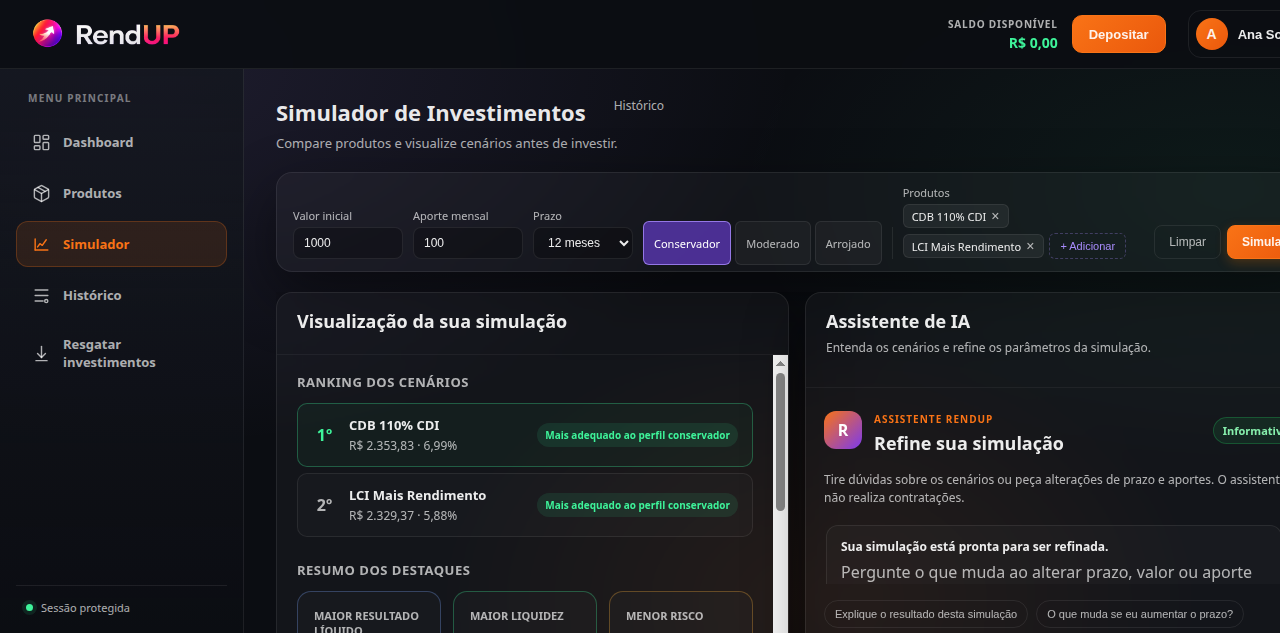 RendUP
SALDO DISPONÍVEL
R$ 0,00
Depositar
A
Ana So
MENU PRINCIPAL
Dashboard
Produtos
Simulador
Histórico
Resgatar
investimentos
Sessão protegida
Simulador de Investimentos
Histórico
Compare produtos e visualize cenários antes de investir.
Valor inicial
1000
Aporte mensal
100
Prazo
12 meses
Conservador
Moderado
Arrojado
Produtos
CDB 110% CDI ×
LCI Mais Rendimento ×
+ Adicionar
Limpar
Simula
Visualização da sua simulação
RANKING DOS CENÁRIOS
1º
CDB 110% CDI
R$ 2.353,83 · 6,99%
Mais adequado ao perfil conservador
2º
LCI Mais Rendimento
R$ 2.329,37 · 5,88%
Mais adequado ao perfil conservador
RESUMO DOS DESTAQUES
MAIOR RESULTADO
LÍQUIDO
MAIOR LIQUIDEZ
MENOR RISCO
Assistente de IA
Entenda os cenários e refine os parâmetros da simulação.
R
ASSISTENTE RENDUP
Refine sua simulação
Informativ
Tire dúvidas sobre os cenários ou peça alterações de prazo e aportes. O assistent
não realiza contratações.
Sua simulação está pronta para ser refinada.
Pergunte o que muda ao alterar prazo, valor ou aporte
Explique o resultado desta simulação
O que muda se eu aumentar o prazo?